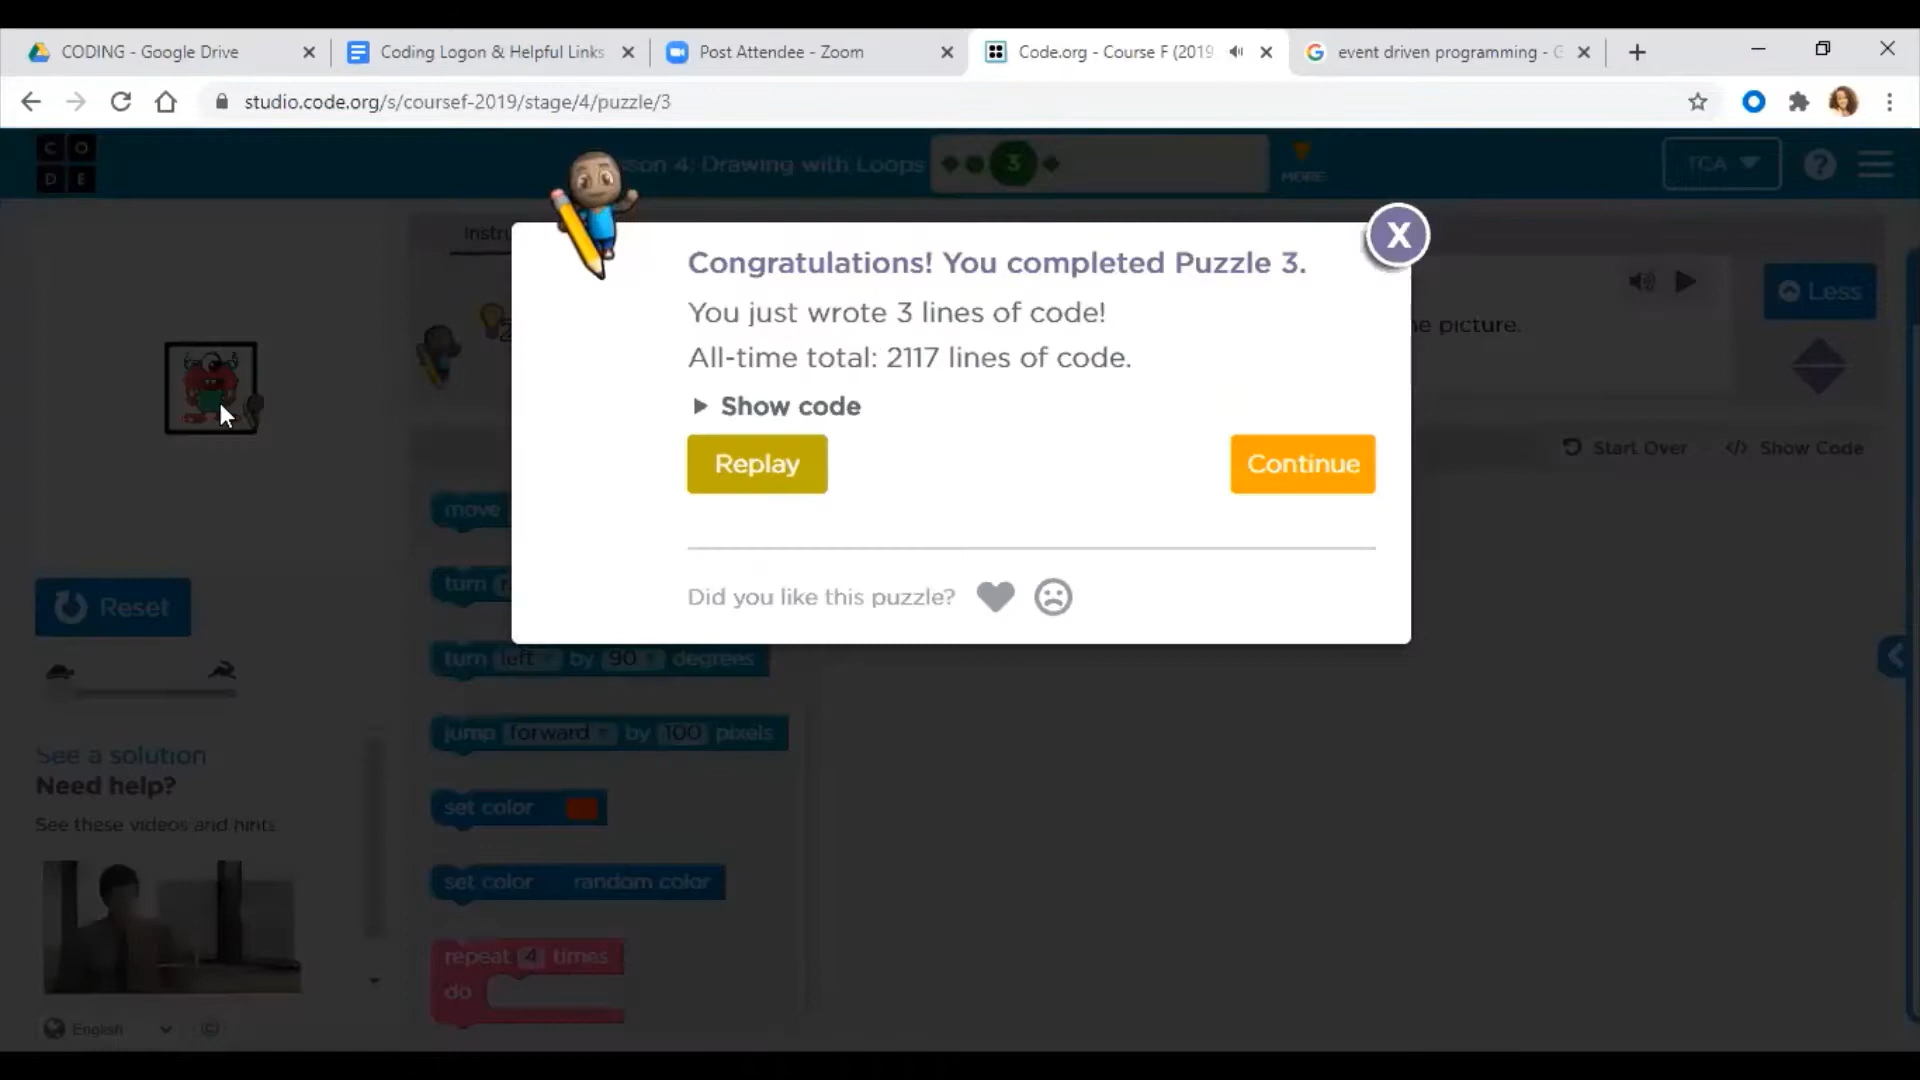 CODING - Google Drive
Coding Logon & Helpful Links
Post Attendee - Zoom
Code.org - Course F (2019
event driven programming - G
studio.code.org/s/coursef-2019/stage/4/puzzle/3
C O
D E
son 4: Drawing with Loops
3
MORE
TCA
?
Instru
Congratulations! You completed Puzzle 3.
X
You just wrote 3 lines of code!
All-time total: 2117 lines of code.
Show code
Replay
Continue
Did you like this puzzle?
Less
e picture.
Start Over
</> Show Code
move
turn
turn left by 90 degrees
jump forward by 100 pixels
set color
set color random color
repeat 4 times
do
Reset
See a solution
Need help?
See these videos and hints
English
©